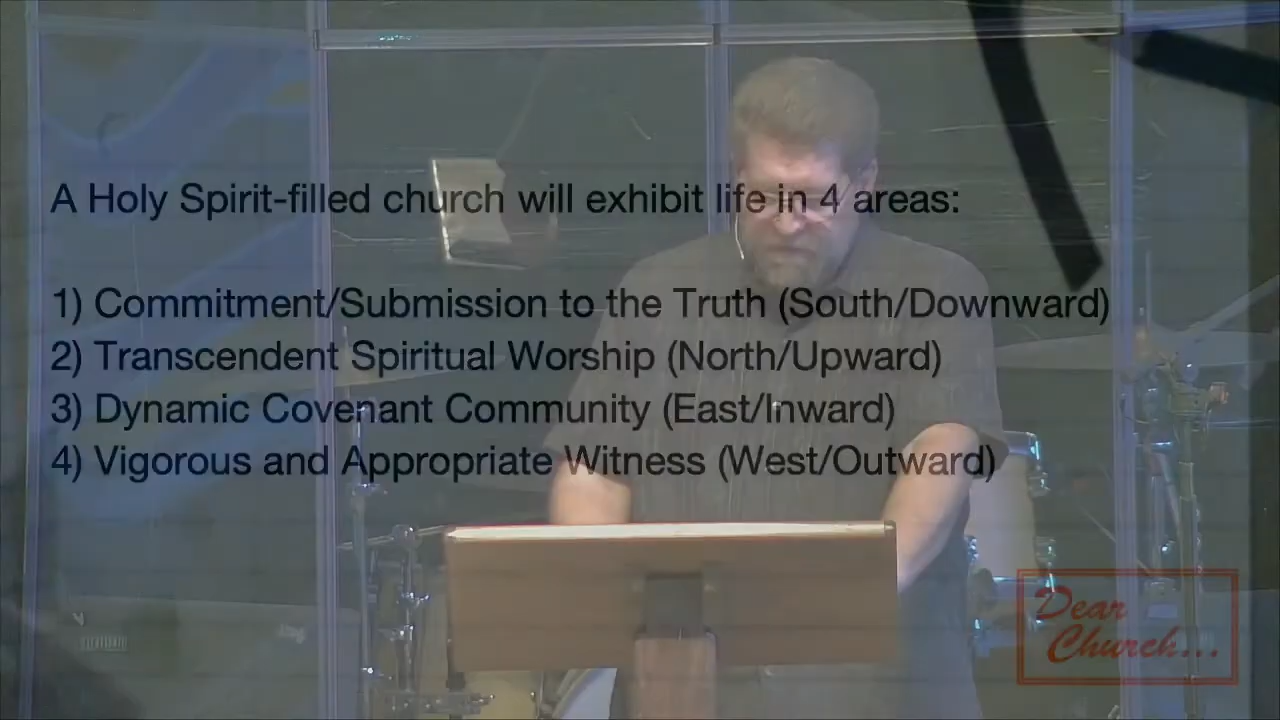 A Holy Spirit-filled church will exhibit life in 4 areas:
1) Commitment/Submission to the Truth (South/Downward)
2) Transcendent Spiritual Worship (North/Upward)
3) Dynamic Covenant Community (East/Inward)
4) Vigorous and Appropriate Witness (West/Outward)
Dear
Church...